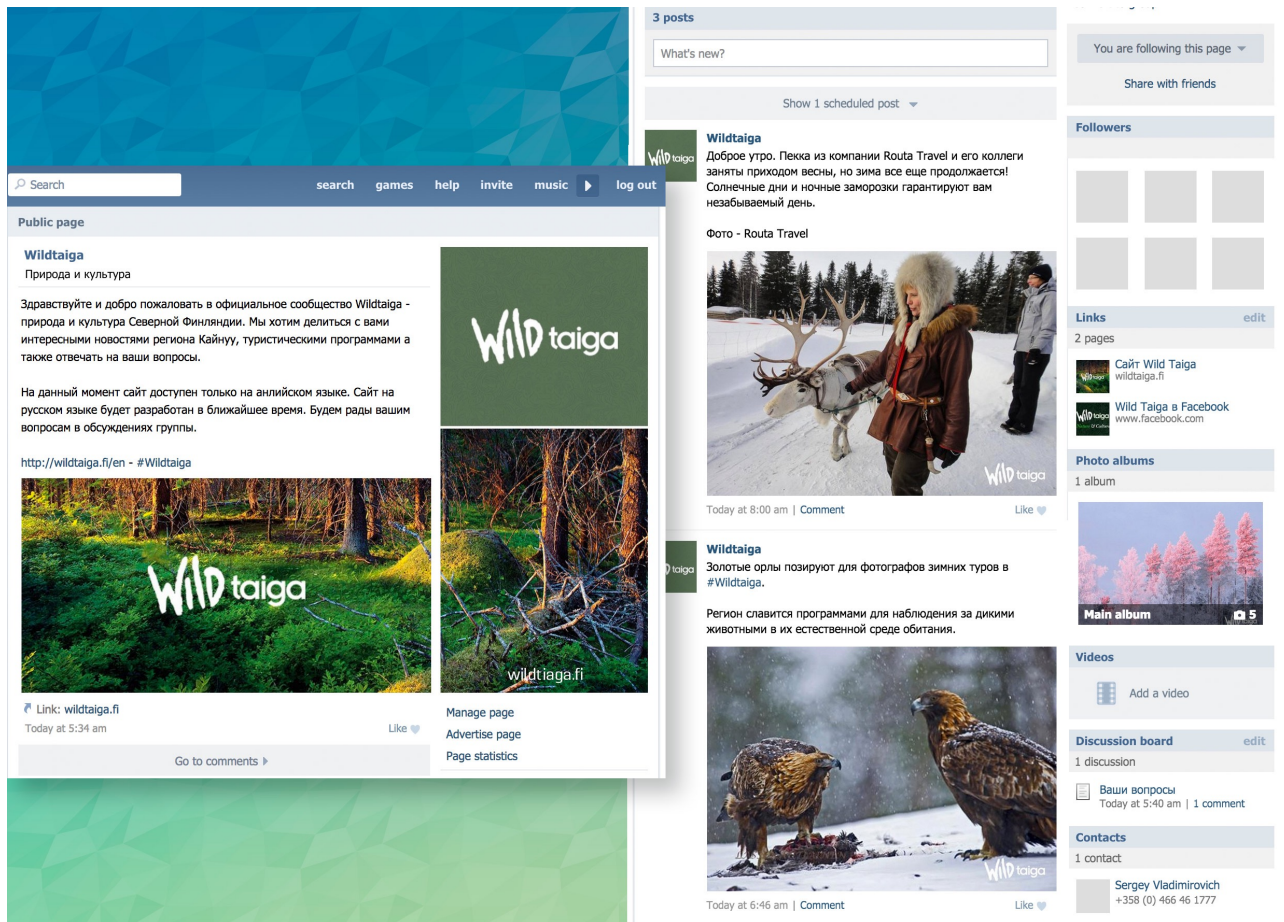 Search
search games help invite music log out
Public page
Wildtaiga
Природа и культура
Здравствуйте и добро пожаловать в официальное сообщество Wildtaiga -
природа и культура Северной Финляндии. Мы хотим делиться с вами
интересными новостями региона Кайнуу, туристическими программами а
также отвечать на ваши вопросы.
На данный момент сайт доступен только на анлийском языке. Сайт на
русском языке будет разработан в ближайшее время. Будем рады вашим
вопросам в обсуждениях группы.
http://wildtaiga.fi/en - #Wildtaiga
Wild taiga
Link: wildtaiga.fi
Today at 5:34 am
Like
Go to comments
Wild taiga
wildtiaga.fi
Manage page
Advertise page
Page statistics
3 posts
What's new?
Show 1 scheduled post
Wild taiga
Wildtaiga
Доброе утро. Пекка из компании Routa Travel и его коллеги
заняты приходом весны, но зима все еще продолжается!
Солнечные дни и ночные заморозки гарантируют вам
незабываемый день.
Фото - Routa Travel
Wild taiga
Today at 8:00 am | Comment
Like
taiga
Wildtaiga
Золотые орлы позируют для фотографов зимних туров в
#Wildtaiga.
Регион славится программами для наблюдения за дикими
животными в их естественной среде обитания.
Wild taiga
Today at 6:46 am | Comment
Like
You are following this page
Share with friends
Followers
Links edit
2 pages
Wild taiga
Сайт Wild Taiga
wildtaiga.fi
Wild taiga
Wild Taiga в Facebook
www.facebook.com
Photo albums
1 album
Main album 5
Videos
Add a video
Discussion board edit
1 discussion
Ваши вопросы
Today at 5:40 am | 1 comment
Contacts
1 contact
Sergey Vladimirovich
+358 (0) 466 46 1777